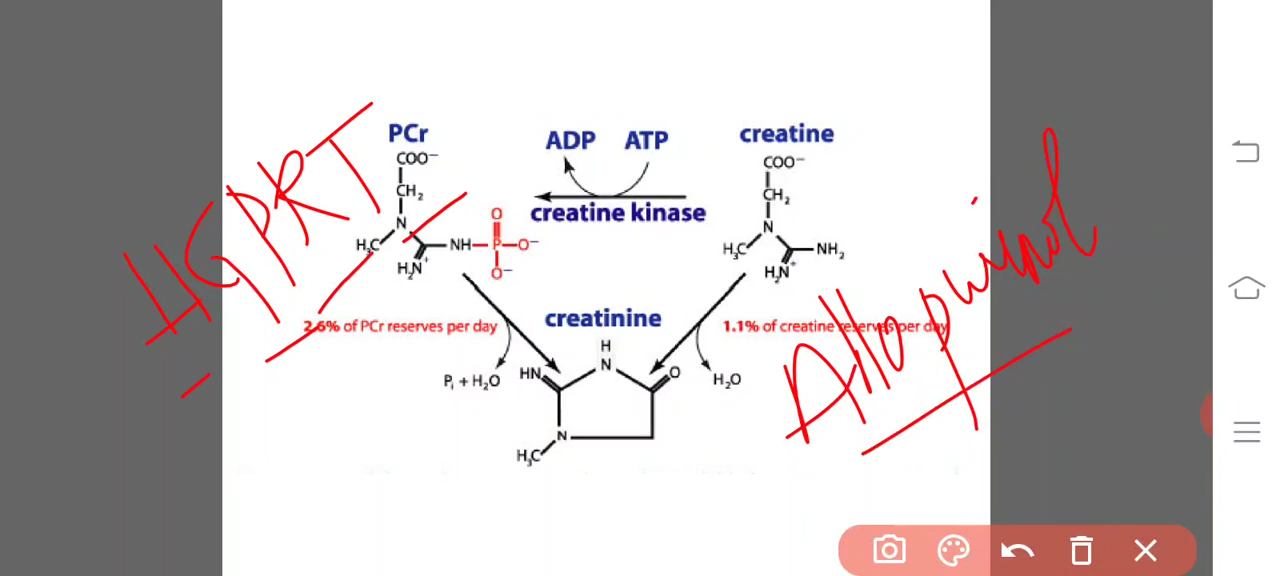 PCr
ADP ATP
creatine
COO⁻
CH₂
N
H₃C
NH
P
O
O⁻
O⁻
H₂N⁺
creatine kinase
COO⁻
CH₂
N
H₃C
NH₂
H₂N⁺
HGPRT
Allopurinol
2.6% of PCr reserves per day
creatinine
1.1% of creatine reserves per day
Pᵢ + H₂O
H
N
HN
O
H₂O
N
H₃C